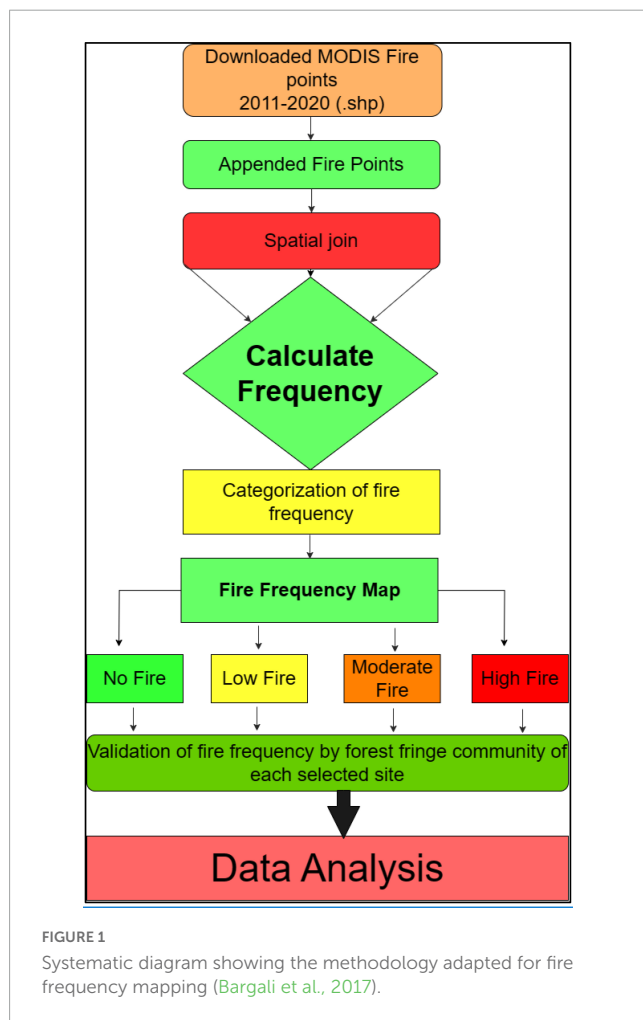 Downloaded MODIS Fire
points
2011-2020 (.shp)
Appended Fire Points
Spatial join
Calculate
Frequency
Categorization of fire
frequency
Fire Frequency Map
No Fire
Low Fire
Moderate
Fire
High Fire
Validation of fire frequency by forest fringe community of
each selected site
Data Analysis
FIGURE 1
Systematic diagram showing the methodology adapted for fire
frequency mapping (Bargali et al., 2017).